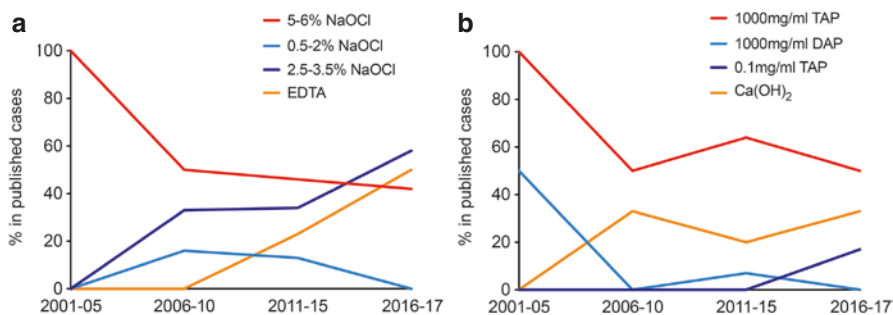 a
5-6% NaOCl
0.5-2% NaOCl
2.5-3.5% NaOCl
EDTA
% in published cases
100
80
60
40
20
0
2001-05 2006-10 2011-15 2016-17
b
1000mg/ml TAP
1000mg/ml DAP
0.1mg/ml TAP
Ca(OH)₂
% in published cases
100
80
60
40
20
0
2001-05 2006-10 2011-15 2016-17